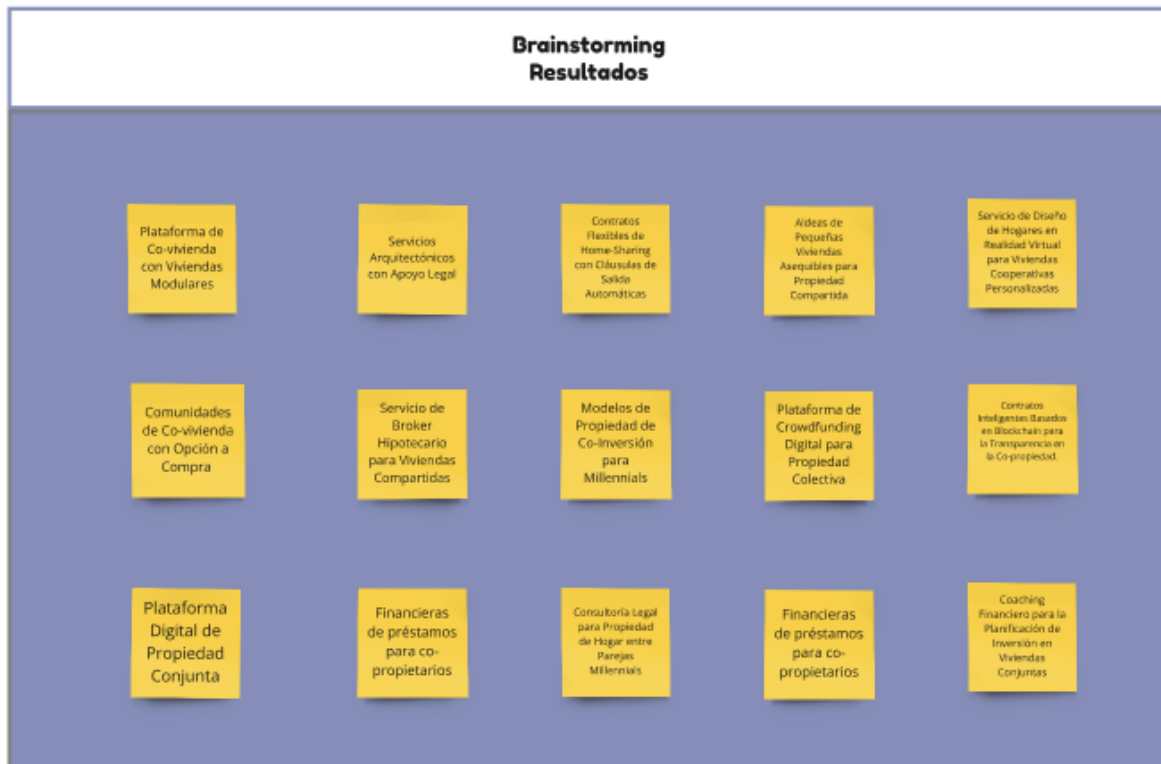 Brainstorming
Resultados
Plataforma de
Co-vivienda
con Viviendas
Modulares
Servicios
Arquitectónicos
con Apoyo Legal
Contratos
Flexibles de
Home-Sharing
con Cláusulas de
Salida
Automáticas
Aldeas de
Pequeñas
Viviendas
Asequibles para
Propiedad
Compartida
Servicio de Diseño
de Hogares en
Realidad Virtual
para Viviendas
Cooperativas
Personalizadas
Comunidades
de Co-vivienda
con Opción a
Compra
Servicio de
Broker
Hipotecario
para Viviendas
Compartidas
Modelos de
Propiedad de
Co-Inversión
para
Millennials
Plataforma de
Crowdfunding
Digital para
Propiedad
Colectiva
Contratos
Inteligentes Basados
en Blockchain para
la Transparencia en
la Co-propiedad.
Plataforma
Digital de
Propiedad
Conjunta
Financieras
de préstamos
para co-
propietarios
Consultoría Legal
para Propiedad
de Hogar entre
Parejas
Millennials
Financieras
de préstamos
para co-
propietarios
Coaching
Financiero para la
Planificación de
Inversión en
Viviendas
Conjuntas